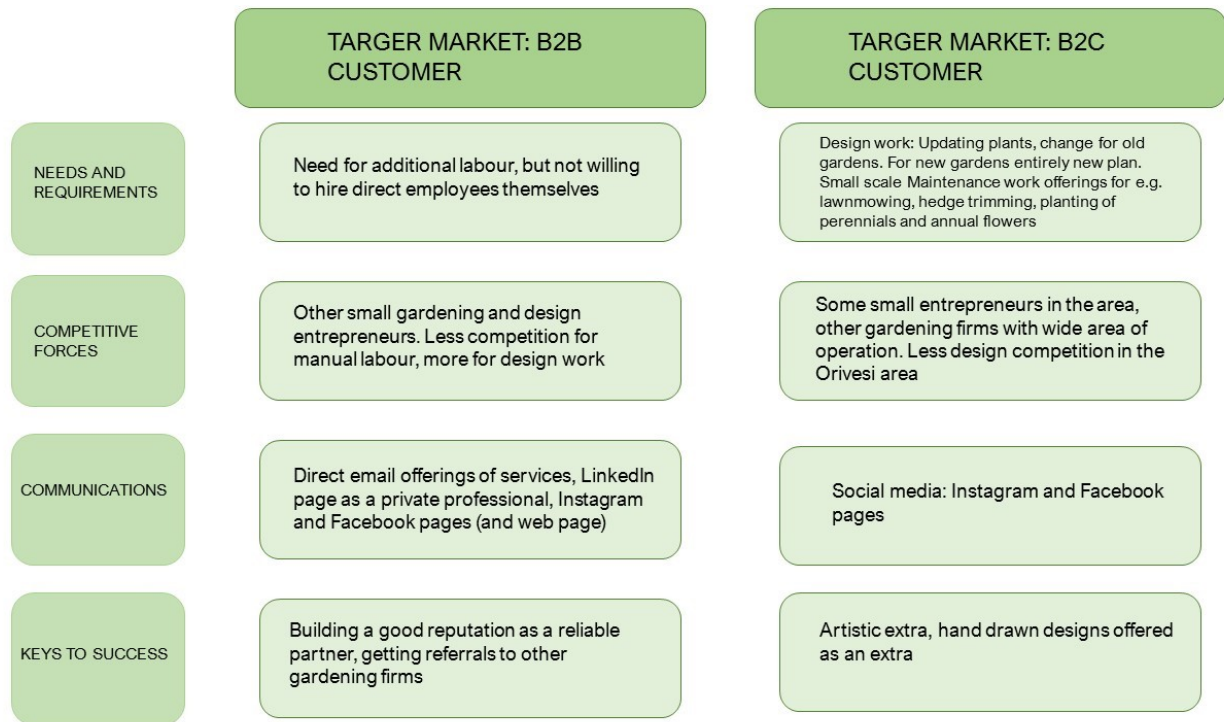 TARGER MARKET: B2B
CUSTOMER
TARGER MARKET: B2C
CUSTOMER
NEEDS AND
REQUIREMENTS
Need for additional labour, but not willing
to hire direct employees themselves
Design work: Updating plants, change for old
gardens. For new gardens entirely new plan.
Small scale Maintenance work offerings for e.g.
lawnmowing, hedge trimming, planting of
perennials and annual flowers
COMPETITIVE
FORCES
Other small gardening and design
entrepreneurs. Less competition for
manual labour, more for design work
Some small entrepreneurs in the area,
other gardening firms with wide area of
operation. Less design competition in the
Orivesi area
COMMUNICATIONS
Direct email offerings of services, LinkedIn
page as a private professional, Instagram
and Facebook pages (and web page)
Social media: Instagram and Facebook
pages
KEYS TO SUCCESS
Building a good reputation as a reliable
partner, getting referrals to other
gardening firms
Artistic extra, hand drawn designs offered
as an extra